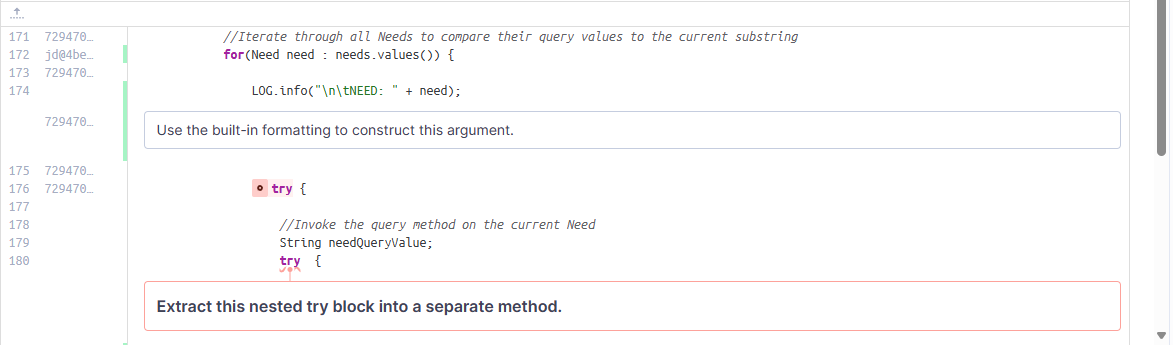 171 729470… //Iterate through all Needs to compare their query values to the current substring
172 jd@4be… for(Need need : needs.values()) {
173 729470…
174 LOG.info("\n\tNEED: " + need);
729470… Use the built-in formatting to construct this argument.
175 729470…
176 729470… try {
177
178 //Invoke the query method on the current Need
179 String needQueryValue;
180 try {
Extract this nested try block into a separate method.